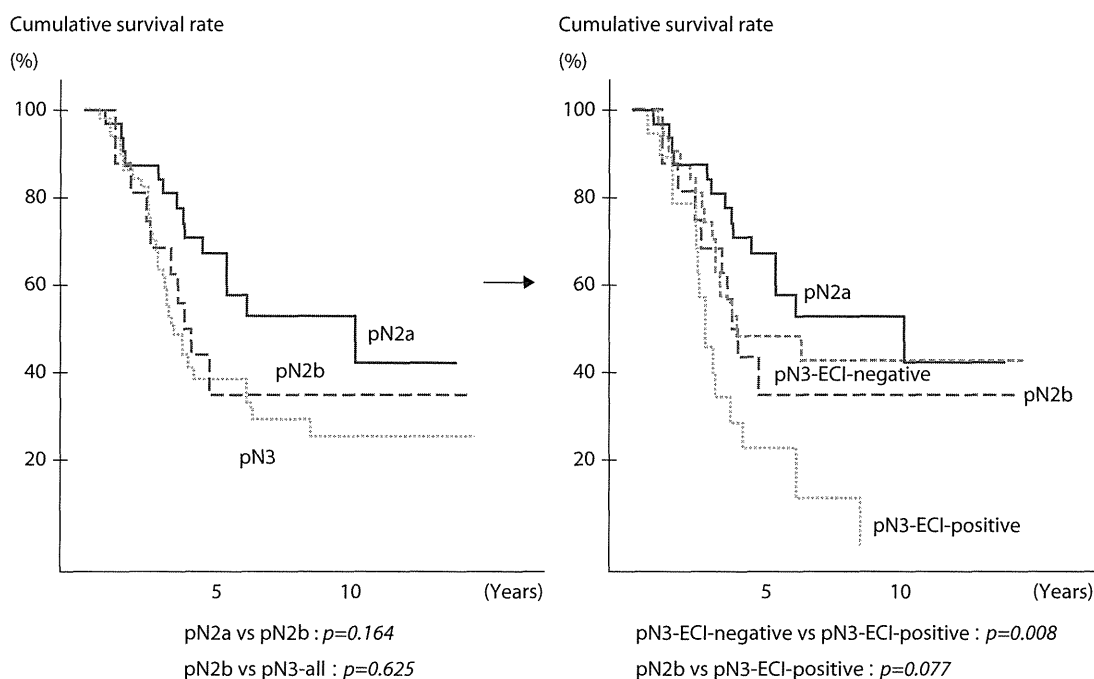 Cumulative survival rate
(%)
100
80
60
40
20
pN2a
pN2b
pN3
5
10
(Years)
pN2a vs pN2b : p=0.164
pN2b vs pN3-all : p=0.625
Cumulative survival rate
(%)
100
80
60
40
20
pN2a
pN3-ECI-negative
pN2b
pN3-ECI-positive
5
10
(Years)
pN3-ECI-negative vs pN3-ECI-positive : p=0.008
pN2b vs pN3-ECI-positive : p=0.077